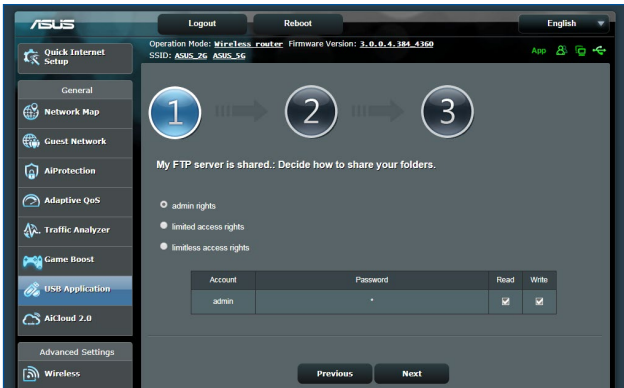 ASUS
Logout
Reboot
English
Operation Mode: Wireless router Firmware Version: 3.0.0.4.384_4360
SSID: ASUS_2G ASUS_5G
App
Quick Internet
Setup
General
Network Map
Guest Network
AiProtection
Adaptive QoS
Traffic Analyzer
Game Boost
USB Application
AiCloud 2.0
Advanced Settings
Wireless
1
2
3
My FTP server is shared.: Decide how to share your folders.
admin rights
limited access rights
limitless access rights
Account Password Read Write
admin *
Previous Next